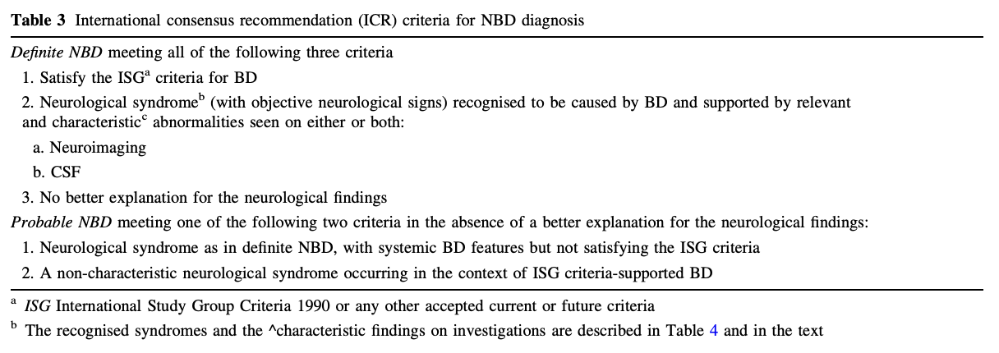 Table 3 International consensus recommendation (ICR) criteria for NBD diagnosis
Definite NBD meeting all of the following three criteria
1. Satisfy the ISGa criteria for BD
2. Neurological syndromeb (with objective neurological signs) recognised to be caused by BD and supported by relevant
and characteristicc abnormalities seen on either or both:
a. Neuroimaging
b. CSF
3. No better explanation for the neurological findings
Probable NBD meeting one of the following two criteria in the absence of a better explanation for the neurological findings:
1. Neurological syndrome as in definite NBD, with systemic BD features but not satisfying the ISG criteria
2. A non-characteristic neurological syndrome occurring in the context of ISG criteria-supported BD
a ISG International Study Group Criteria 1990 or any other accepted current or future criteria
b The recognised syndromes and the ^characteristic findings on investigations are described in Table 4 and in the text